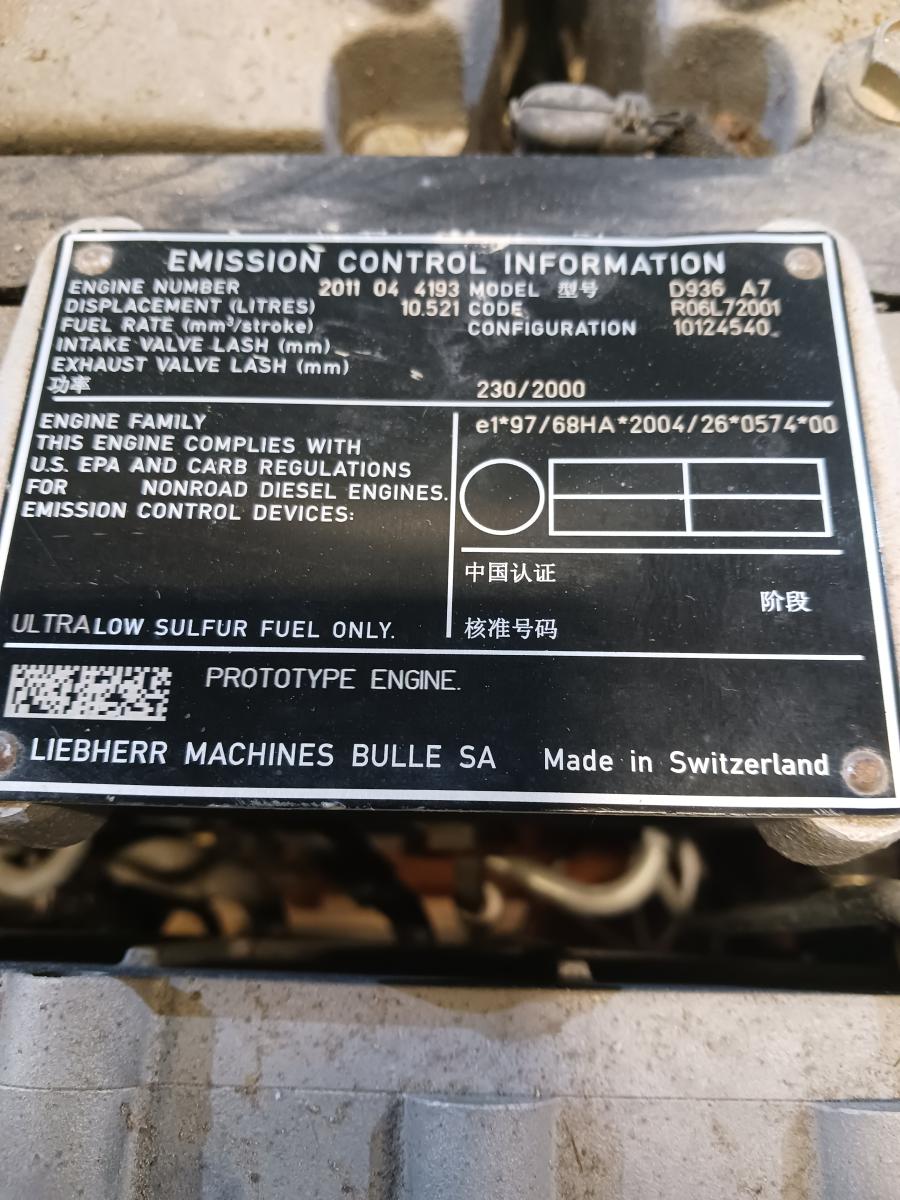 EMISSION CONTROL INFORMATION
ENGINE NUMBER 2011 04 4193 MODEL 型号 D936 A7
DISPLACEMENT (LITRES) 10.521 CODE R06L72001
FUEL RATE (mm³/stroke) CONFIGURATION 10124540
INTAKE VALVE LASH (mm)
EXHAUST VALVE LASH (mm)
功率 230/2000
ENGINE FAMILY
THIS ENGINE COMPLIES WITH
U.S. EPA AND CARB REGULATIONS
FOR NONROAD DIESEL ENGINES.
EMISSION CONTROL DEVICES:
ULTRA LOW SULFUR FUEL ONLY.
e1*97/68HA*2004/26*0574*00
中国认证
阶段
核准号码
PROTOTYPE ENGINE.
LIEBHERR MACHINES BULLE SA Made in Switzerland